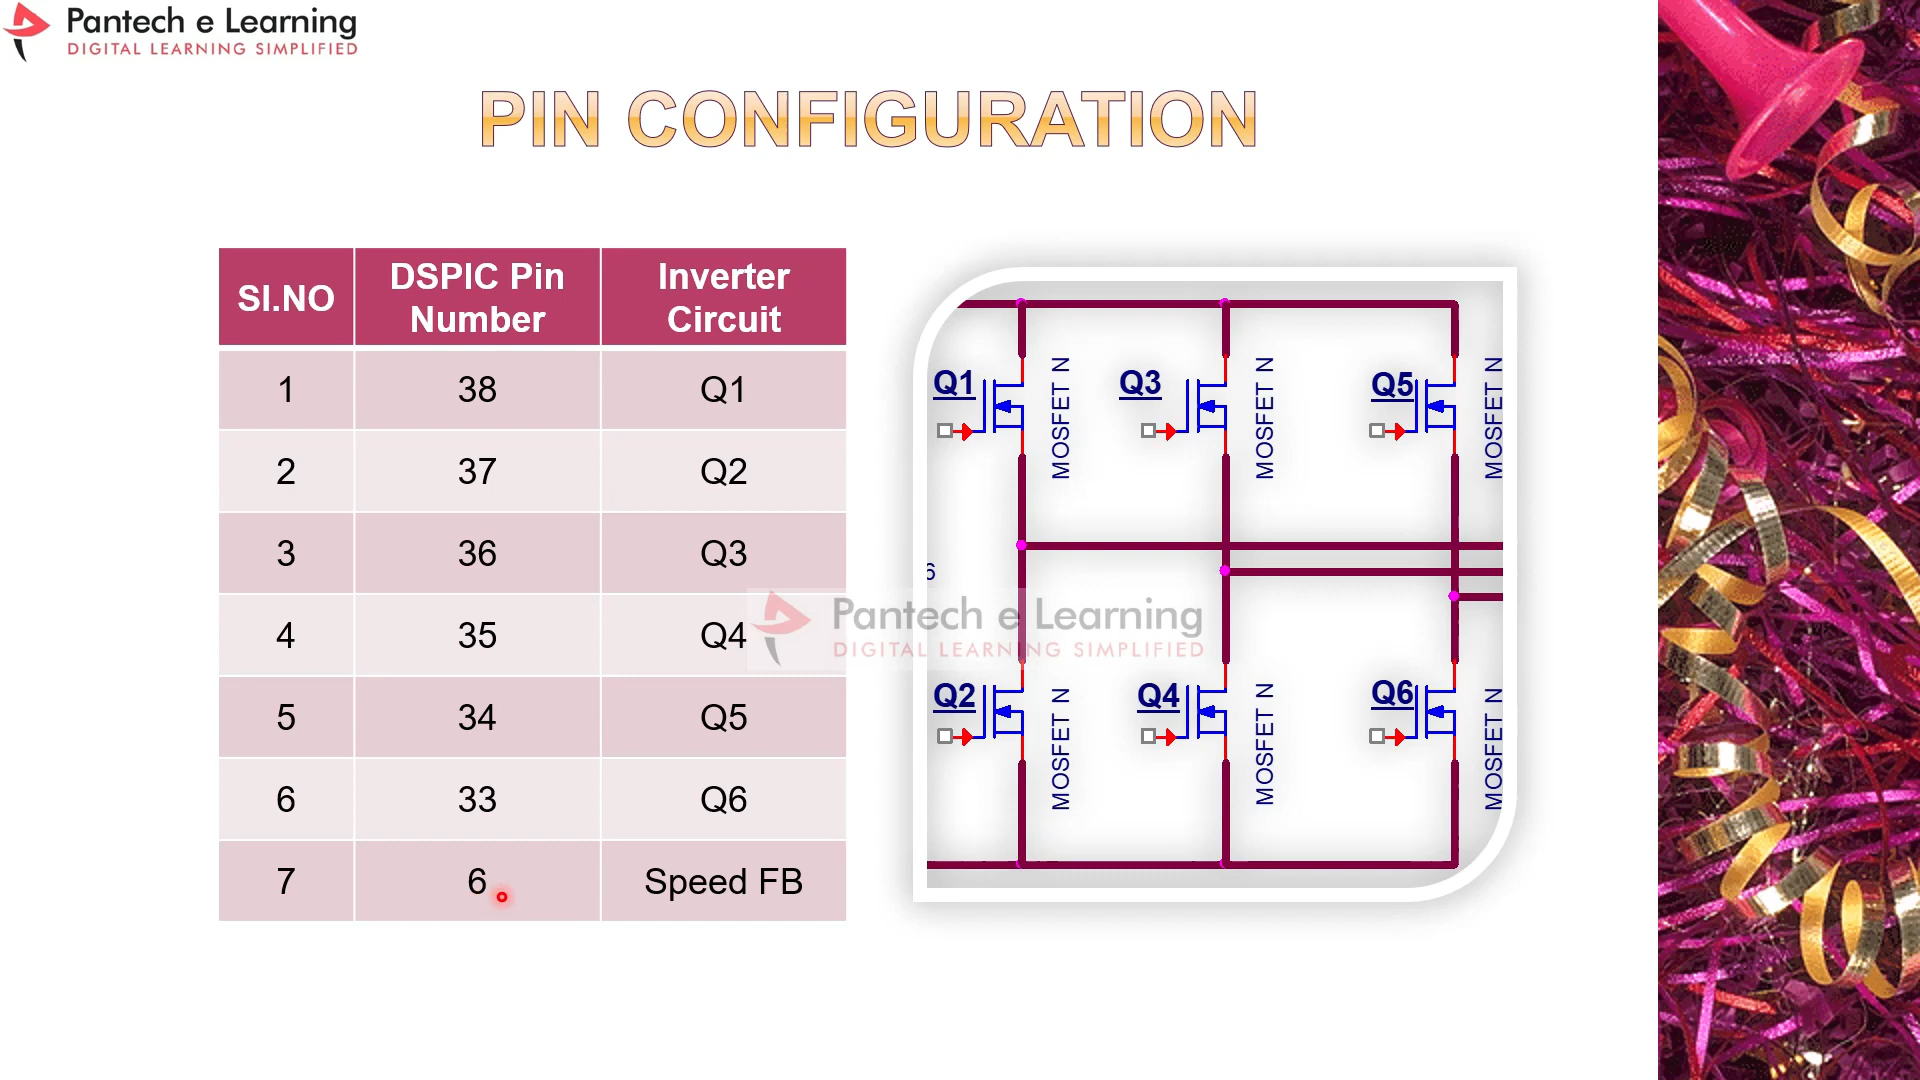 Pantech e Learning
DIGITAL LEARNING SIMPLIFIED
PIN CONFIGURATION
SI.NO DSPIC Pin Number Inverter Circuit
1 38 Q1
2 37 Q2
3 36 Q3
4 35 Q4
5 34 Q5
6 33 Q6
7 6 Speed FB
Q1 MOSFET N Q3 MOSFET N Q5 MOSFET N
6
Pantech e Learning
DIGITAL LEARNING SIMPLIFIED
Q2 MOSFET N Q4 MOSFET N Q6 MOSFET N